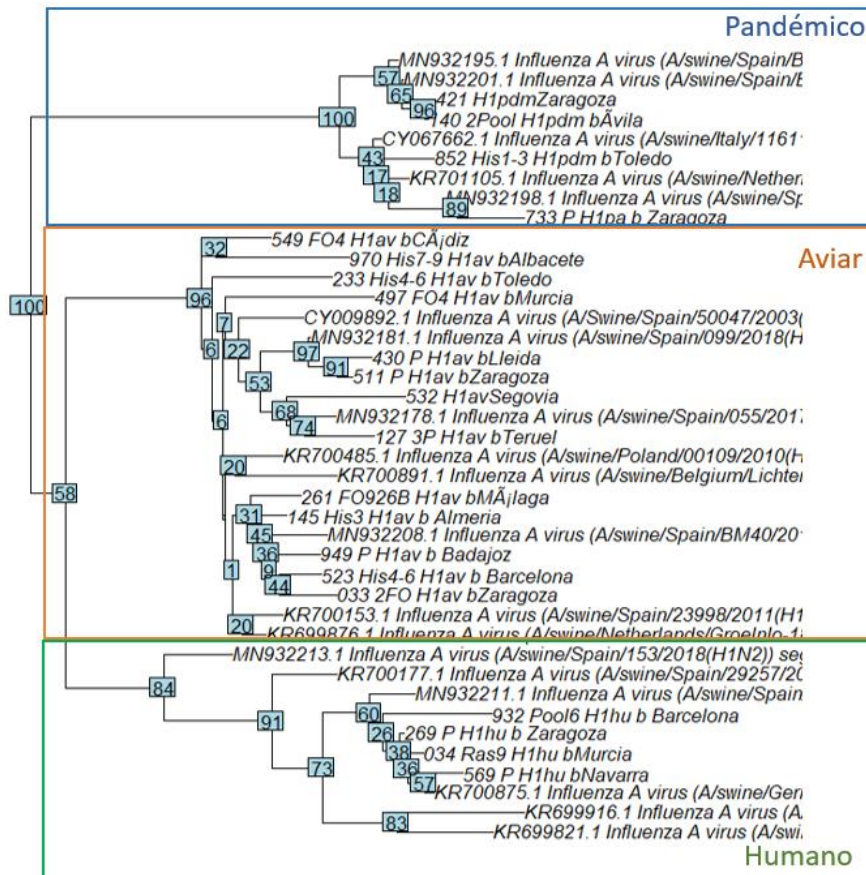 Pandémico
MN932195.1 Influenza A virus (A/swine/Spain/B
57
MN932201.1 Influenza A virus (A/swine/Spain/
65
421 H1pdmZaragoza
96
140 2Pool H1pdm bÃvila
100
CY067662.1 Influenza A virus (A/swine/Italy/1161
43
852 His1-3 H1pdm bToledo
17
KR701105.1 Influenza A virus (A/swine/Nether
18
MN932198.1 Influenza A virus (A/swine/Sp
89
733 P H1pa b Zaragoza
549 FO4 H1av bCÃ¡diz
32
Aviar
970 His7-9 H1av bAlbacete
233 His4-6 H1av bToledo
96
497 FO4 H1av bMurcia
100
CY009892.1 Influenza A virus (A/Swine/Spain/50047/2003(
7
MN932181.1 Influenza A virus (A/swine/Spain/099/2018(H
6
22
97
430 P H1av bLleida
91
511 P H1av bZaragoza
53
532 H1avSegovia
68
MN932178.1 Influenza A virus (A/swine/Spain/055/2017
6
74
127 3P H1av bTeruel
KR700485.1 Influenza A virus (A/swine/Poland/00109/2010(H
20
KR700891.1 Influenza A virus (A/swine/Belgium/Lichter
58
261 FO926B H1av bMÃ¡laga
31
145 His3 H1av b Almeria
45
MN932208.1 Influenza A virus (A/swine/Spain/BM40/20
36
949 P H1av b Badajoz
1
9
523 His4-6 H1av b Barcelona
44
033 2FO H1av bZaragoza
KR700153.1 Influenza A virus (A/swine/Spain/23998/2011(H1
20
KR699876.1 Influenza A virus (A/swine/Netherlands/Groenlo-1
MN932213.1 Influenza A virus (A/swine/Spain/153/2018(H1N2)) seg
84
KR700177.1 Influenza A virus (A/swine/Spain/29257/20
MN932211.1 Influenza A virus (A/swine/Spain
91
60
932 Pool6 H1hu b Barcelona
26
269 P H1hu b Zaragoza
38
034 Ras9 H1hu bMurcia
73
36
569 P H1hu bNavarra
57
KR700875.1 Influenza A virus (A/swine/Ger
KR699916.1 Influenza A virus (A
83
KR699821.1 Influenza A virus (A/swi
Humano